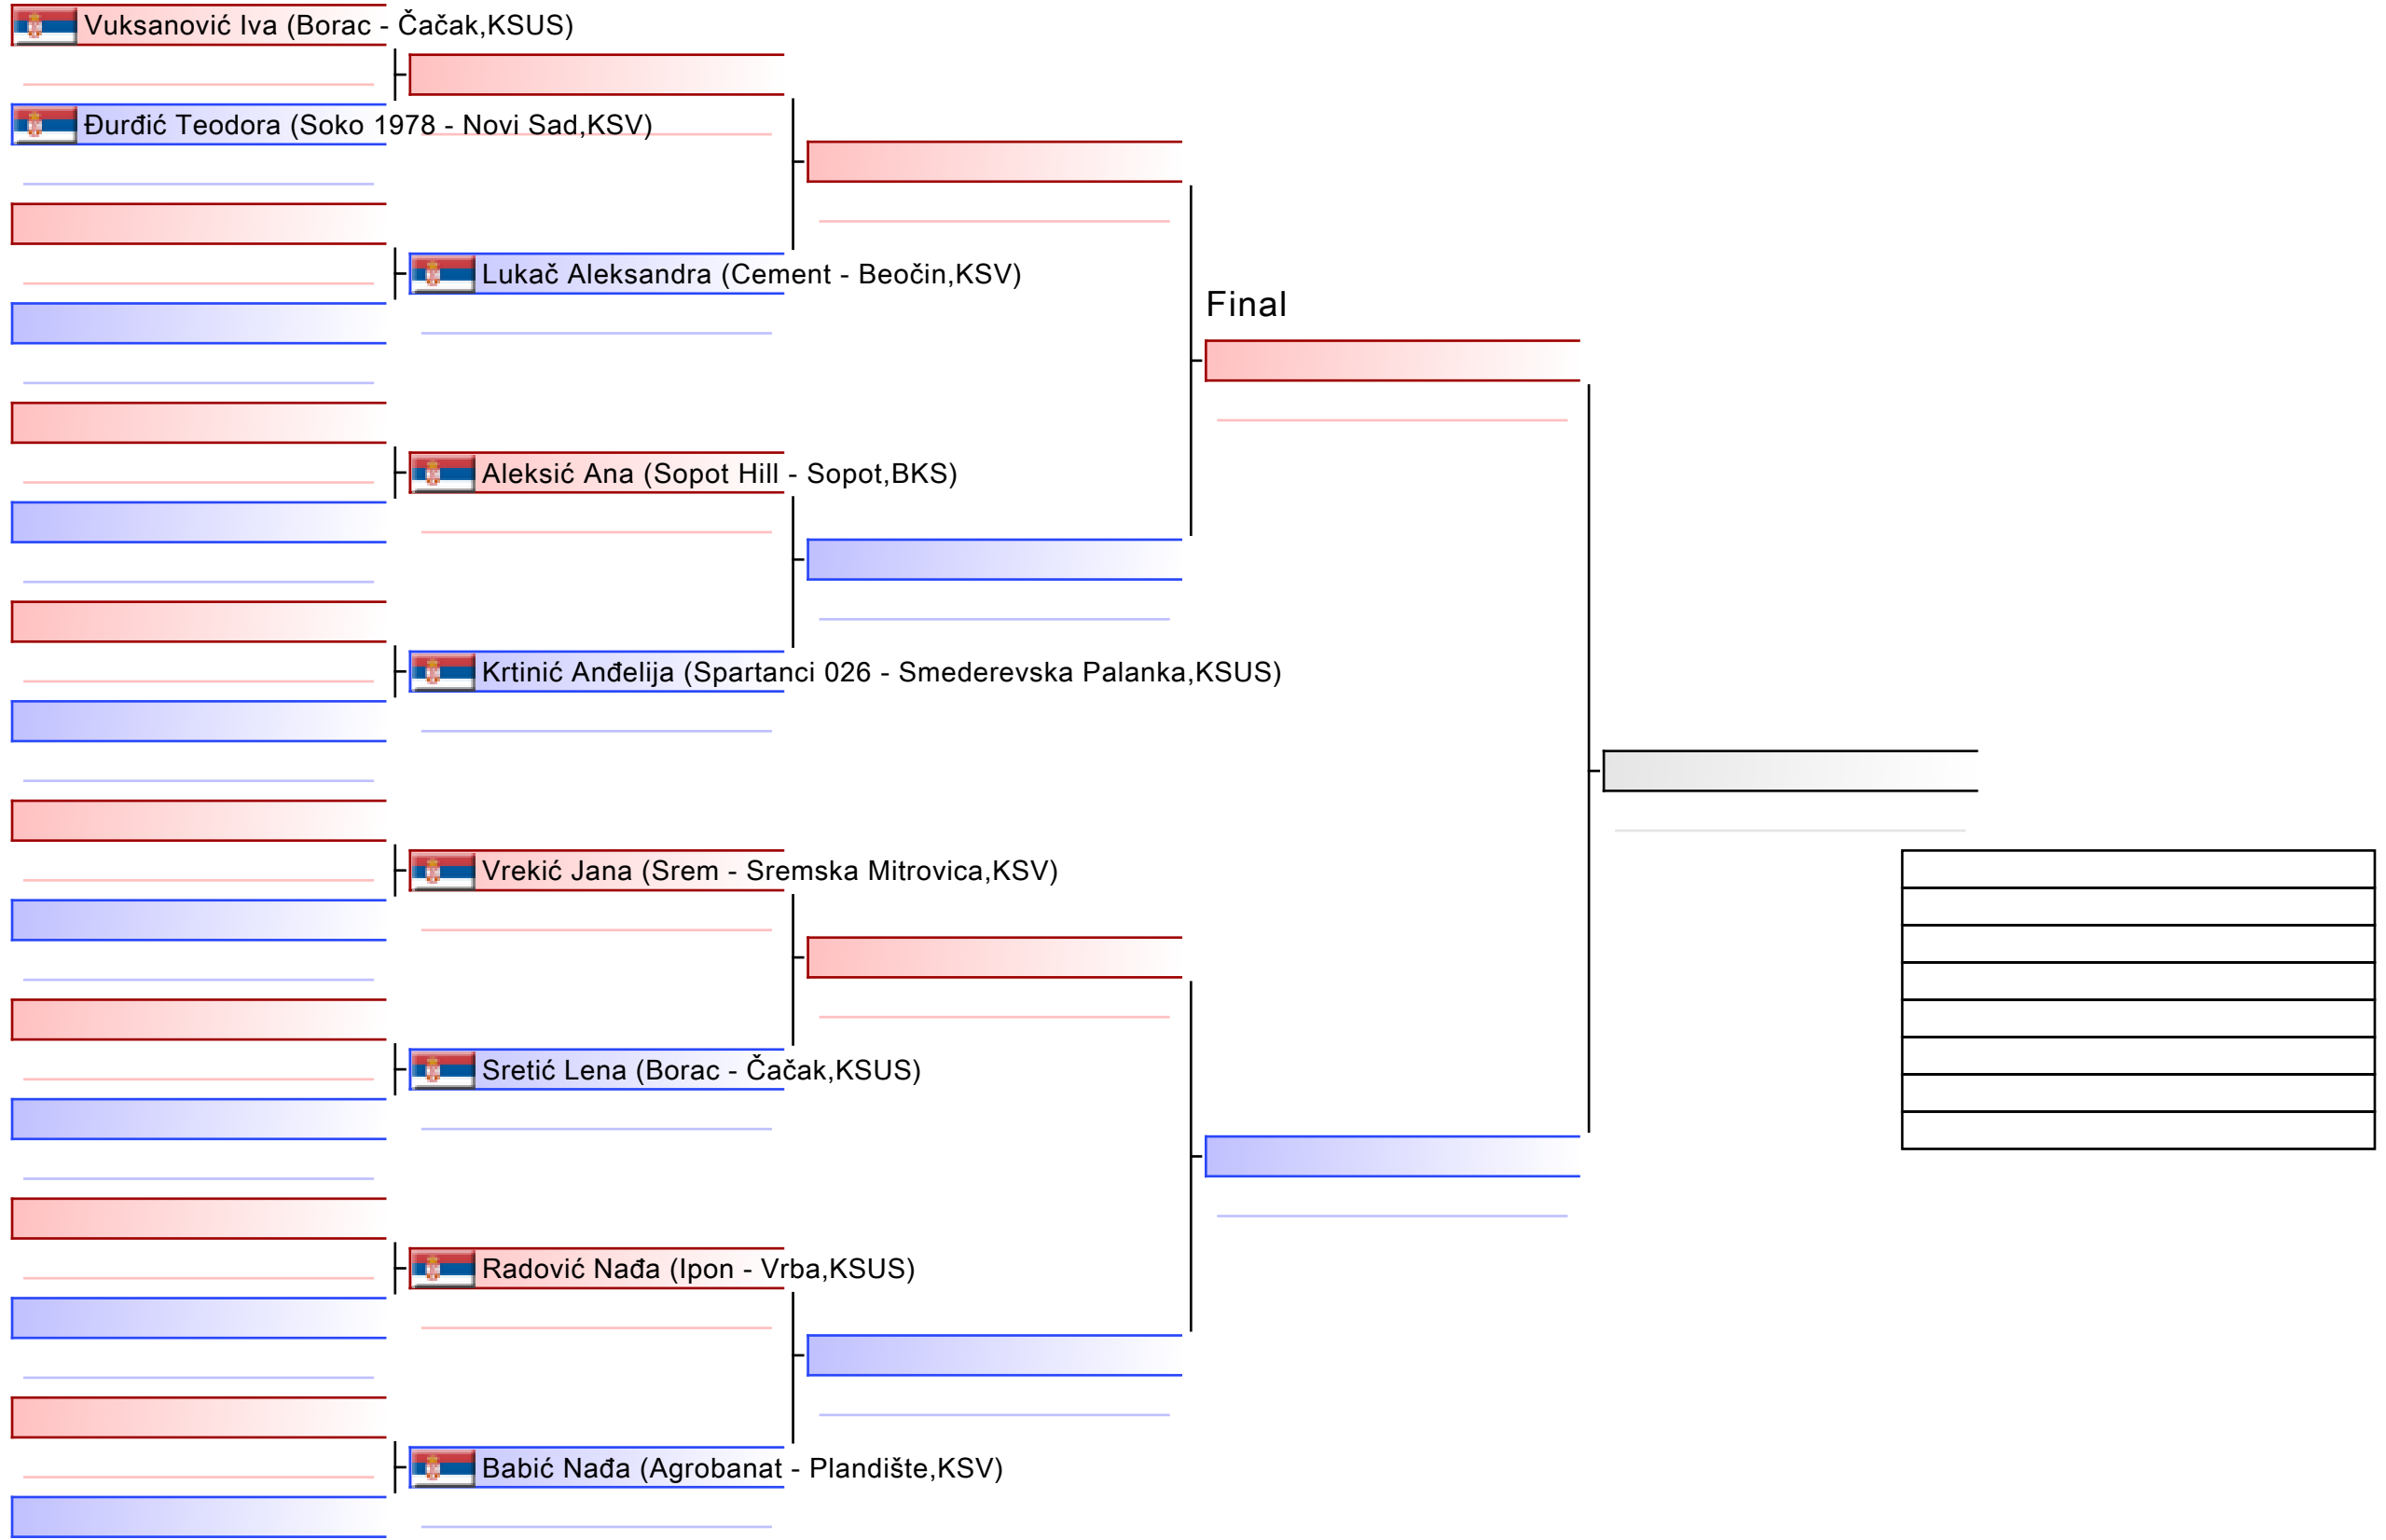 Vuksanović Iva (Borac - Čačak,KSUS)
Đurđić Teodora (Soko 1978 - Novi Sad,KSV)
Lukač Aleksandra (Cement - Beočin,KSV)
Final
Aleksić Ana (Sopot Hill - Sopot,BKS)
Krtinić Anđelija (Spartanci 026 - Smederevska Palanka,KSUS)
Vrekić Jana (Srem - Sremska Mitrovica,KSV)
Sretić Lena (Borac - Čačak,KSUS)
Radović Nađa (Ipon - Vrba,KSUS)
Babić Nađa (Agrobanat - Plandište,KSV)